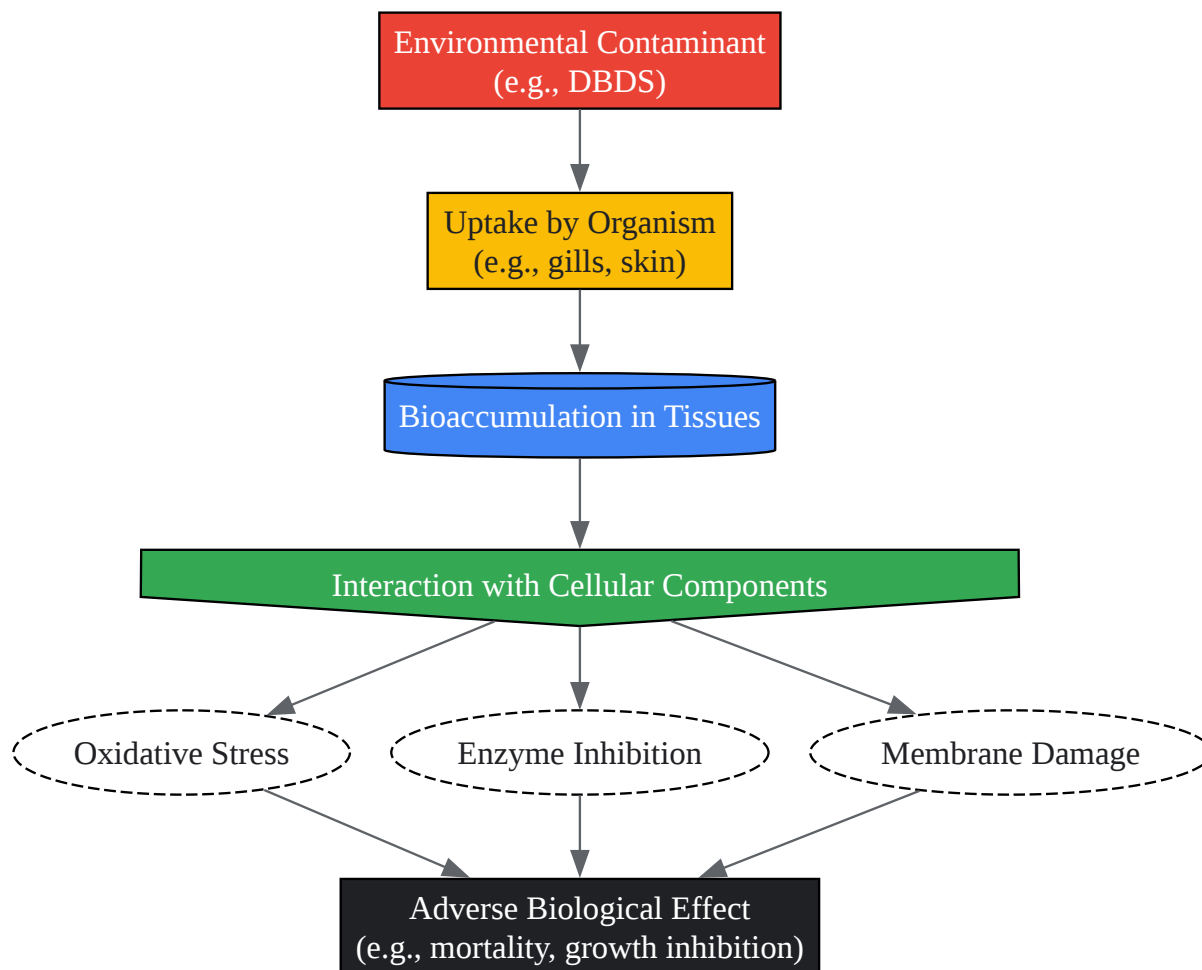 Environmental Contaminant
(e.g., DBDS)
Uptake by Organism
(e.g., gills, skin)
Bioaccumulation in Tissues
Interaction with Cellular Components
Oxidative Stress
Enzyme Inhibition
Membrane Damage
Adverse Biological Effect
(e.g., mortality, growth inhibition)